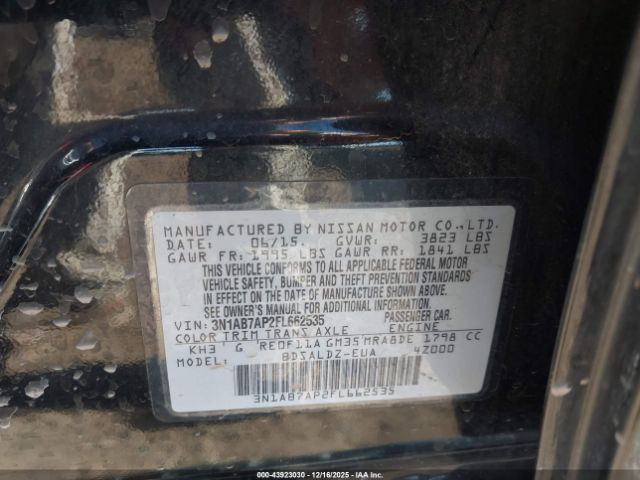 MANUFACTURED BY NISSAN MOTOR CO.,LTD.
DATE: 06/15. GVWR: 3823 LBS
GAWR FR: 1995 LBS GAWR RR: 1841 LBS
THIS VEHICLE CONFORMS TO ALL APPLICABLE FEDERAL MOTOR
VEHICLE SAFETY, BUMPER AND THEFT PREVENTION STANDARDS
IN EFFECT ON THE DATE OF MANUFACTURE SHOWN ABOVE.
SEE OWNER'S MANUAL FOR ADDITIONAL INFORMATION.
VIN: 3N1AB7AP2FL662535 PASSENGER CAR.
COLOR TRIM TRANS AXLE ENGINE
KH3 G RE0F11A GM35 MRA8DE 1798 CC
MODEL: BDSALDZ-EUA 42000
3N1AB7AP2FL662535
000-43923030 - 12/16/2025 - IAA, Inc.